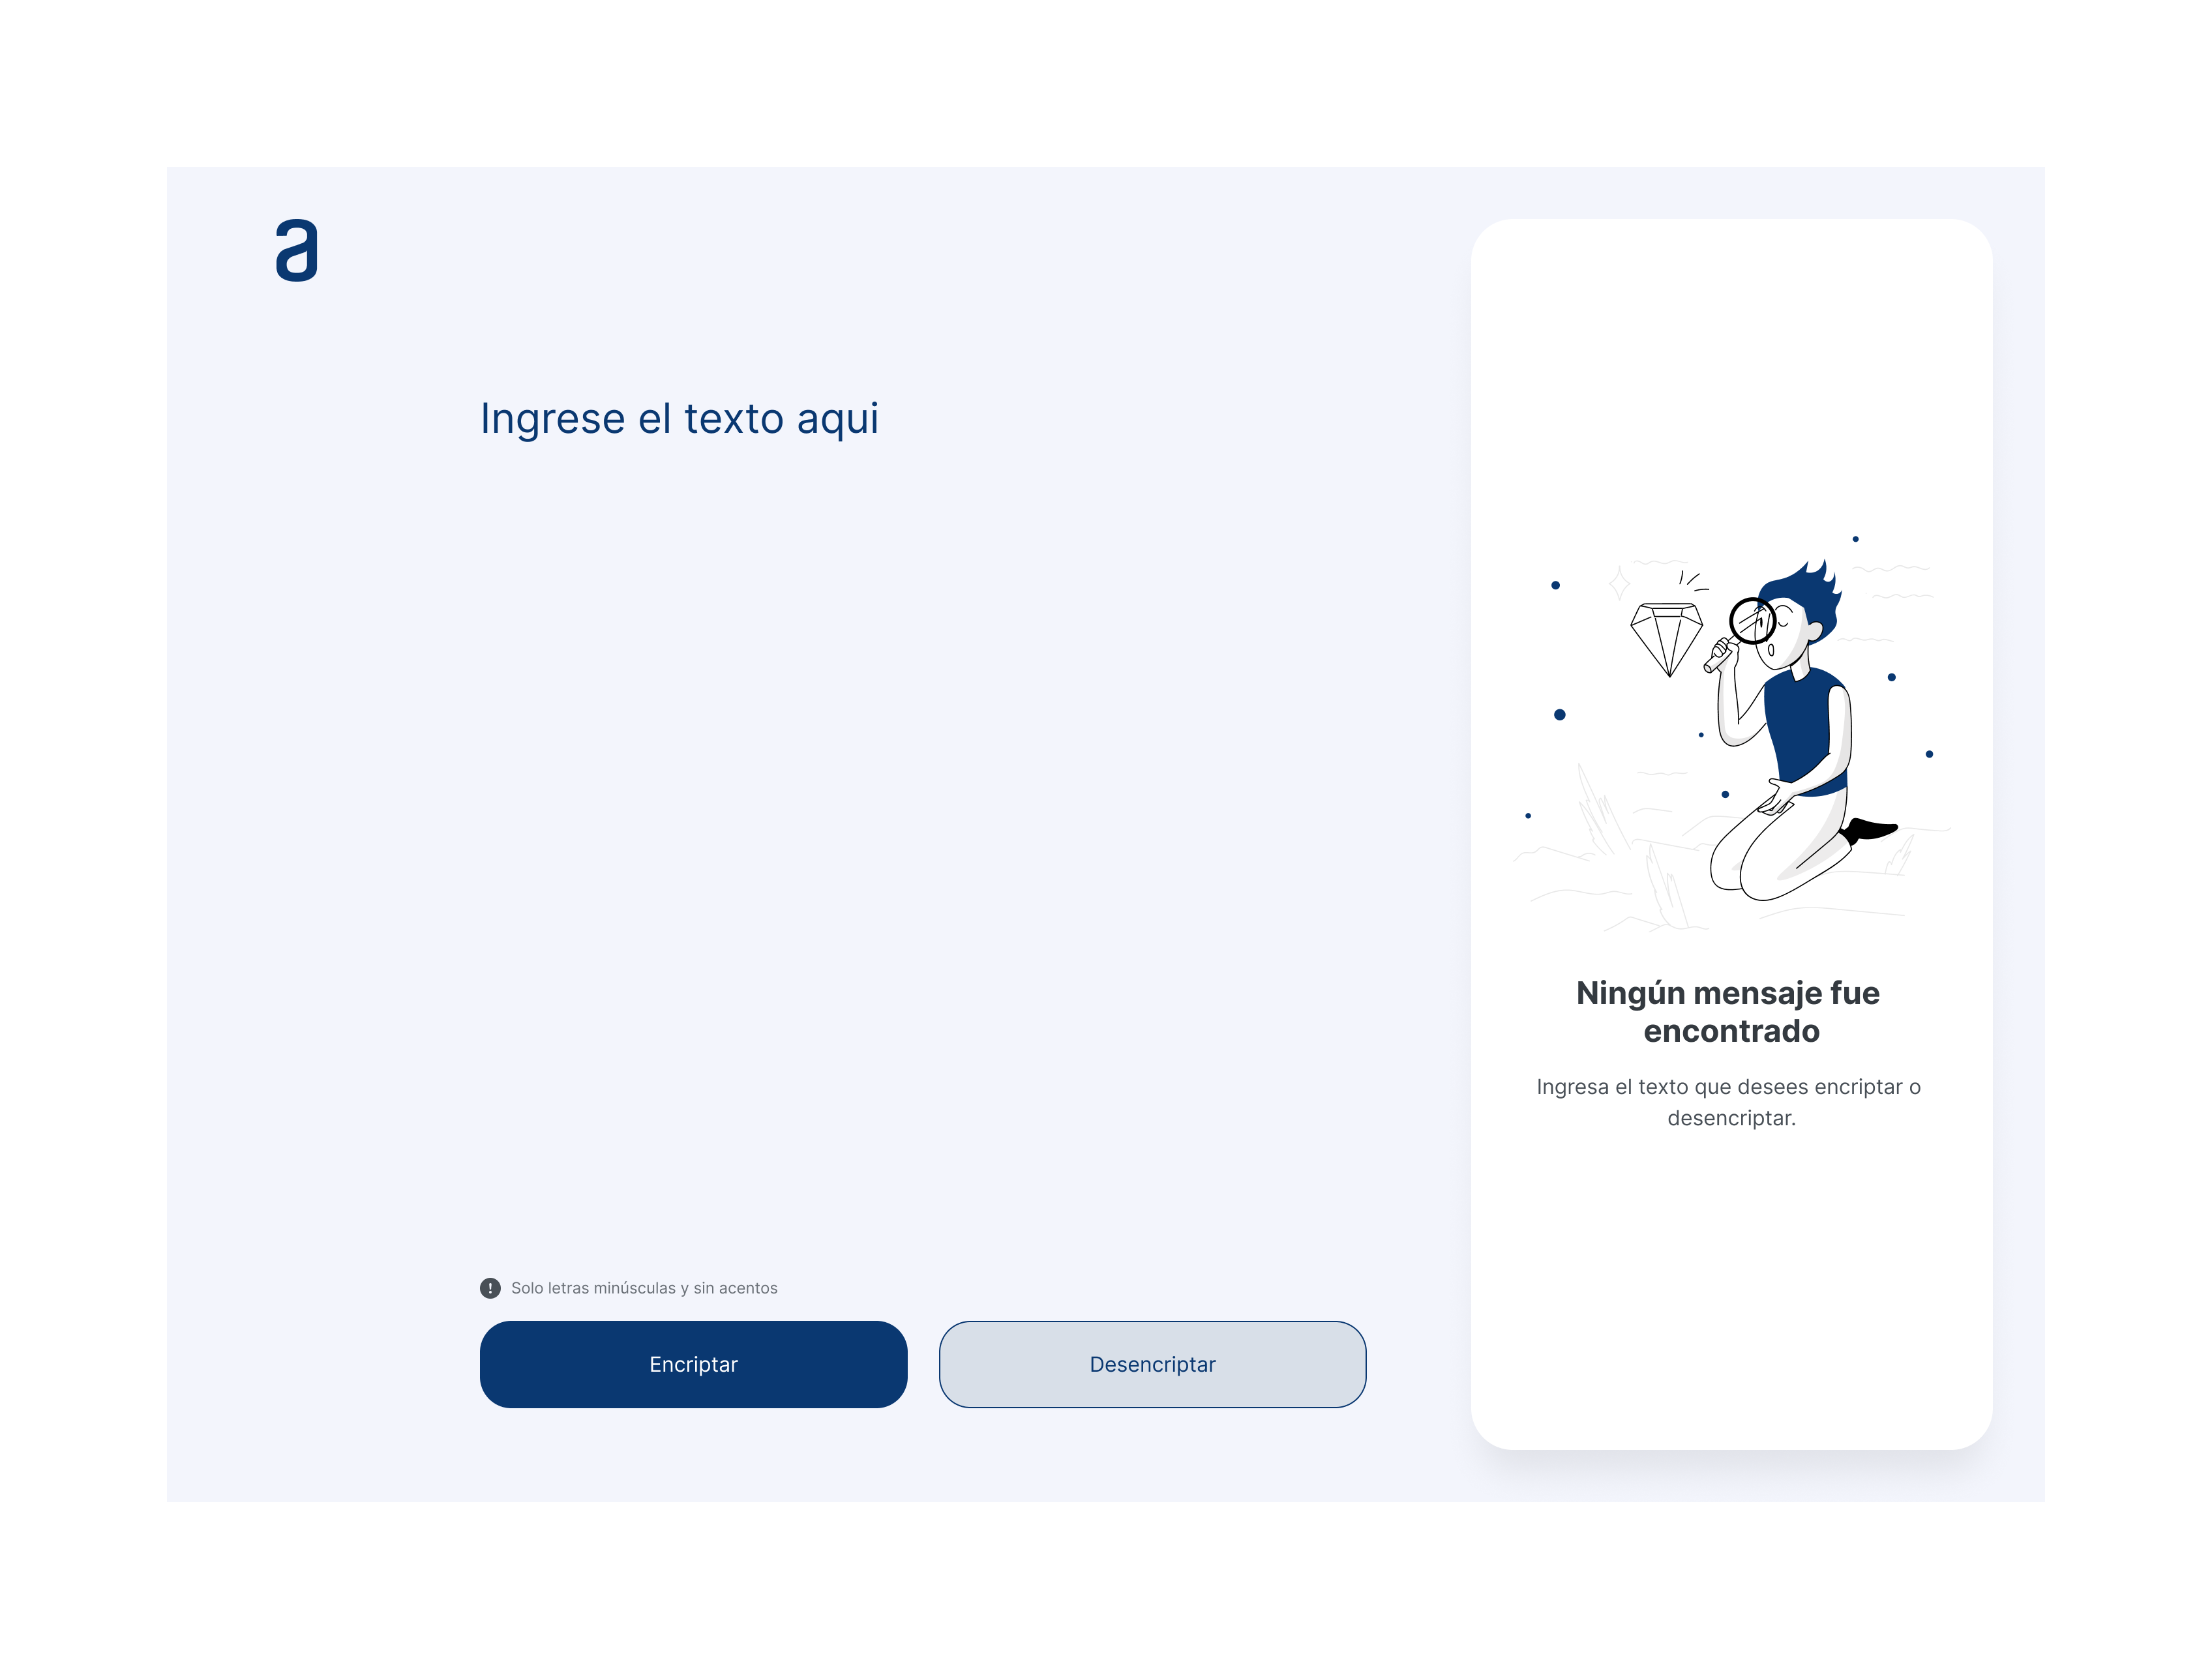 a
Ingrese el texto aqui
Solo letras minúsculas y sin acentos
Encriptar
Desencriptar
Ningún mensaje fue
encontrado
Ingresa el texto que desees encriptar o
desencriptar.